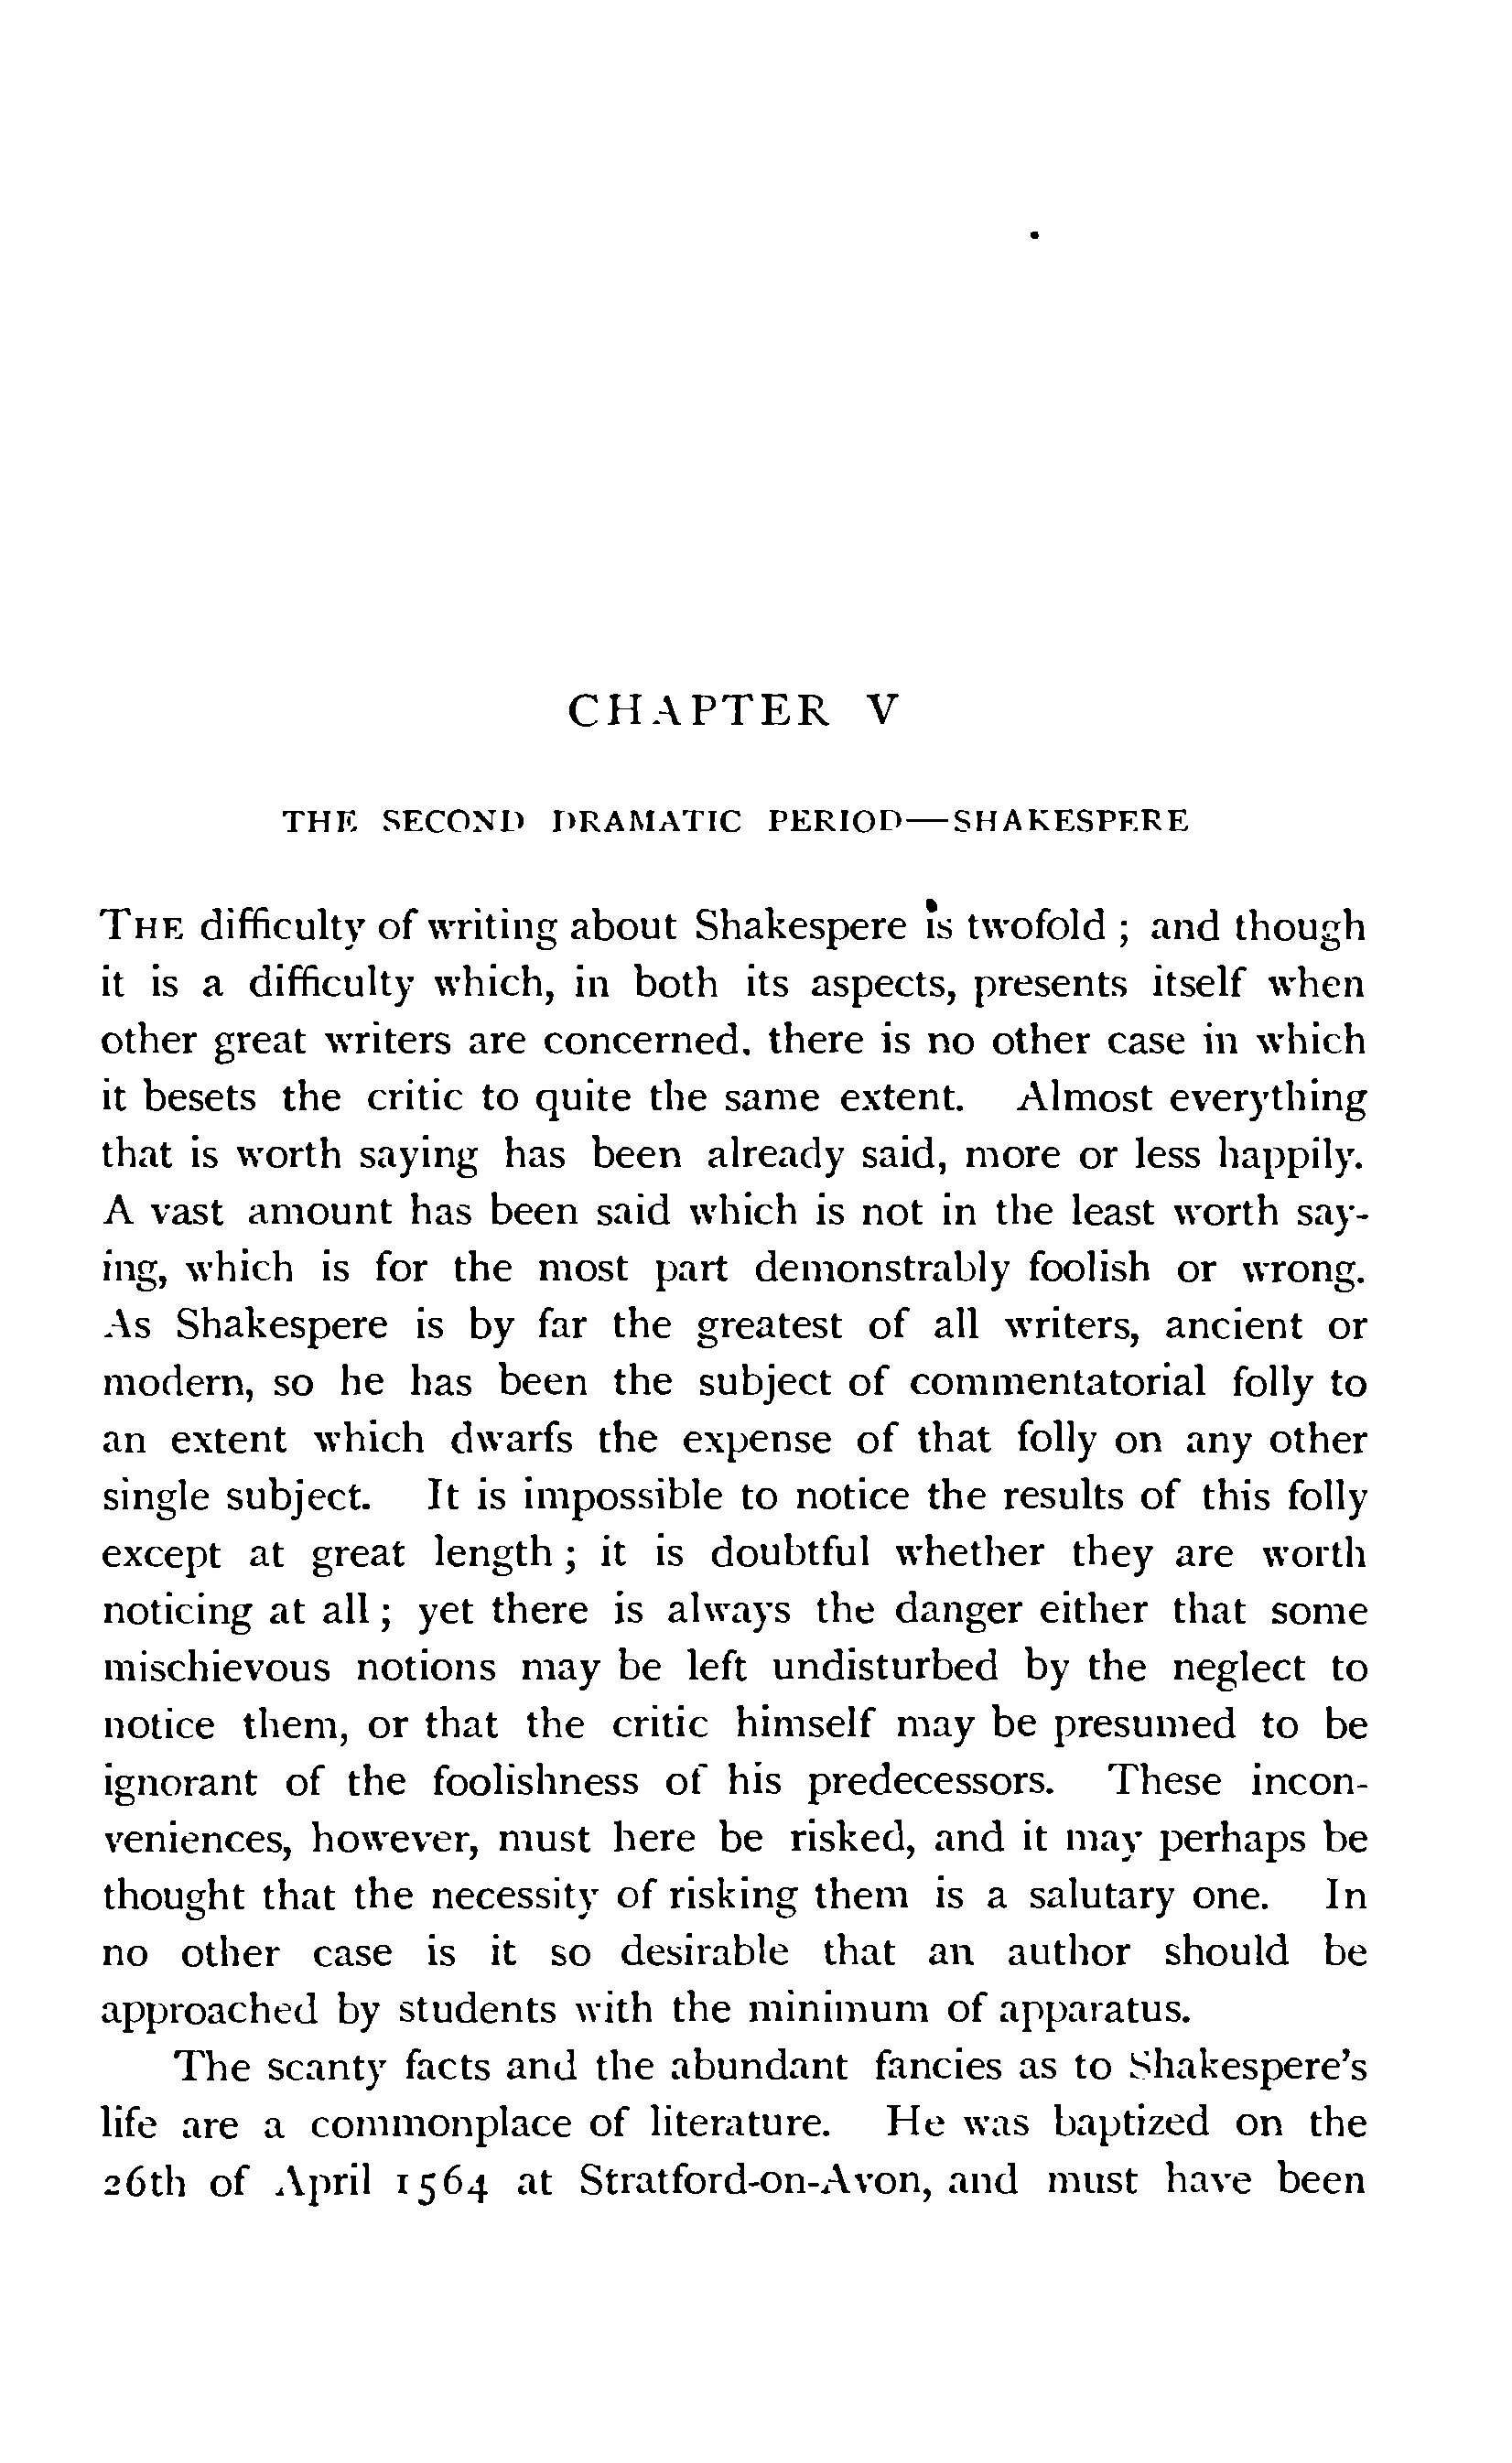 CHAPTER V
THE SECOND DRAMATIC PERIOD—SHAKESPERE
THE difficulty of writing about Shakespere is twofold ; and though
it is a difficulty which, in both its aspects, presents itself when
other great writers are concerned. there is no other case in which
it besets the critic to quite the same extent. Almost everything
that is worth saying has been already said, more or less happily.
A vast amount has been said which is not in the least worth say-
ing, which is for the most part demonstrably foolish or wrong.
As Shakespere is by far the greatest of all writers, ancient or
modern, so he has been the subject of commentatorial folly to
an extent which dwarfs the expense of that folly on any other
single subject. It is impossible to notice the results of this folly
except at great length ; it is doubtful whether they are worth
noticing at all ; yet there is always the danger either that some
mischievous notions may be left undisturbed by the neglect to
notice them, or that the critic himself may be presumed to be
ignorant of the foolishness of his predecessors. These incon-
veniences, however, must here be risked, and it may perhaps be
thought that the necessity of risking them is a salutary one. In
no other case is it so desirable that an author should be
approached by students with the minimum of apparatus.
The scanty facts and the abundant fancies as to Shakespere's
life are a commonplace of literature. He was baptized on the
26th of April 1564 at Stratford-on-Avon, and must have been